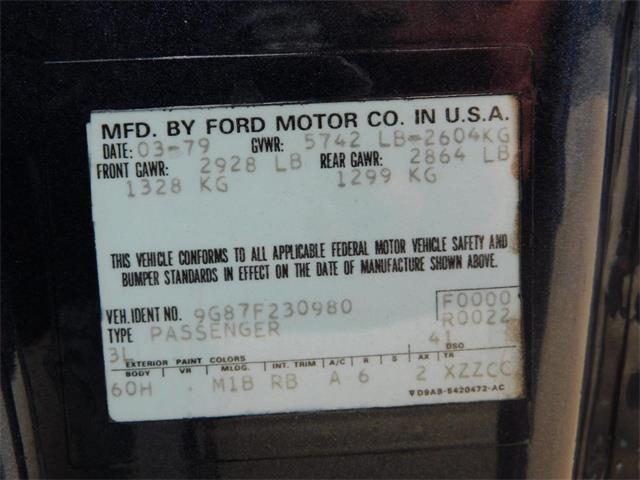 MFD. BY FORD MOTOR CO. IN U.S.A.
DATE: 03-79 GVWR: 5742 LB-2604KG
FRONT GAWR: 2928 LB REAR GAWR: 2864 LB
1328 KG 1299 KG
THIS VEHICLE CONFORMS TO ALL APPLICABLE FEDERAL MOTOR VEHICLE SAFETY AND
BUMPER STANDARDS IN EFFECT ON THE DATE OF MANUFACTURE SHOWN ABOVE.
VEH. IDENT NO. 9G87F230980 F0000
TYPE PASSENGER R0022
3L 41 DSO
EXTERIOR PAINT COLORS
BODY VR MLDG. INT. TRIM A/C R S AX TR
60H M1B RB A 6 2 XZZCC
▼D9AB-5420472-AC